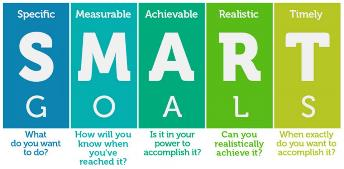 Specific Measurable Achievable Realistic Timely
SMART
GOALS
What do you want to do?
How will you know when you've reached it?
Is it in your power to accomplish it?
Can you realistically achieve it?
When exactly do you want to accomplish it?